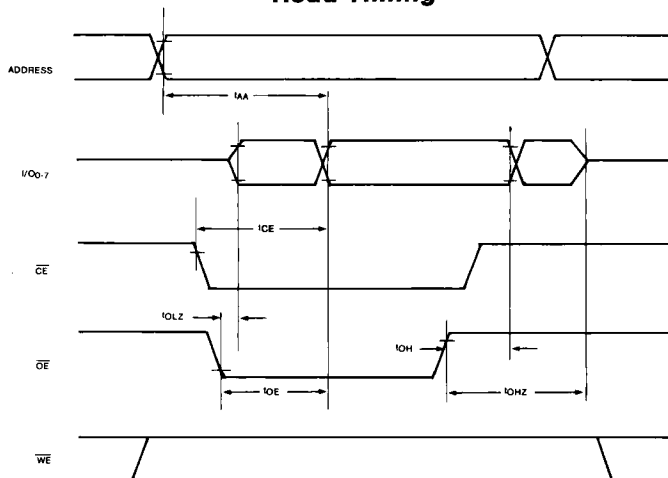 Read Timing
ADDRESS
tAA
I/O0-7
tCE
CE
tOLZ
OE
tOH
tOE
tOHZ
WE